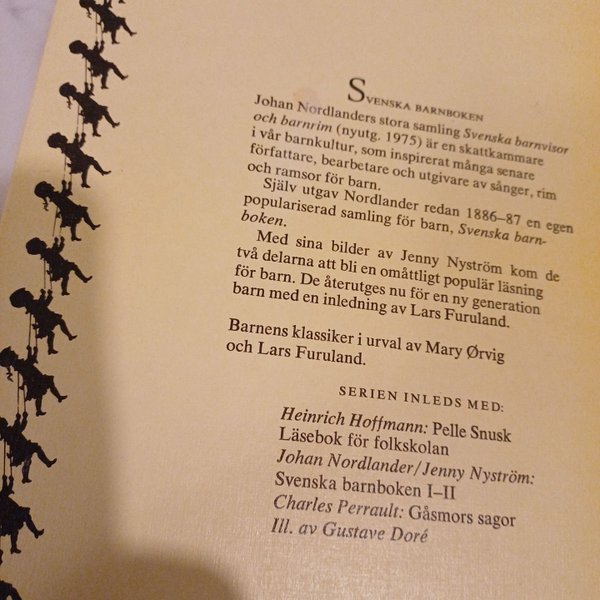 SVENSKA BARNBOKEN
Johan Nordlanders stora samling Svenska barnvisor
och barnrim (nyutg. 1975) är en skattkammare
i vår barnkultur, som inspirerat många senare
författare, bearbetare och utgivare av sånger, rim
och ramsor för barn.
Själv utgav Nordlander redan 1886–87 en egen
populariserad samling för barn, Svenska barn-
boken.
Med sina bilder av Jenny Nyström kom de
två delarna att bli en omåttligt populär läsning
för barn. De återutges nu för en ny generation
barn med en inledning av Lars Furuland.
Barnens klassiker i urval av Mary Ørvig
och Lars Furuland.
SERIEN INLEDS MED:
Heinrich Hoffmann: Pelle Snusk
Läsebok för folkskolan
Johan Nordlander/Jenny Nyström:
Svenska barnboken I–II
Charles Perrault: Gåsmors sagor
Ill. av Gustave Doré